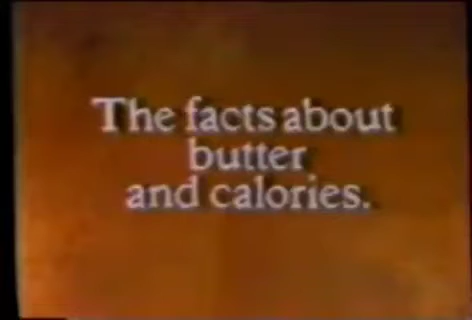 The facts about
butter
and calories.